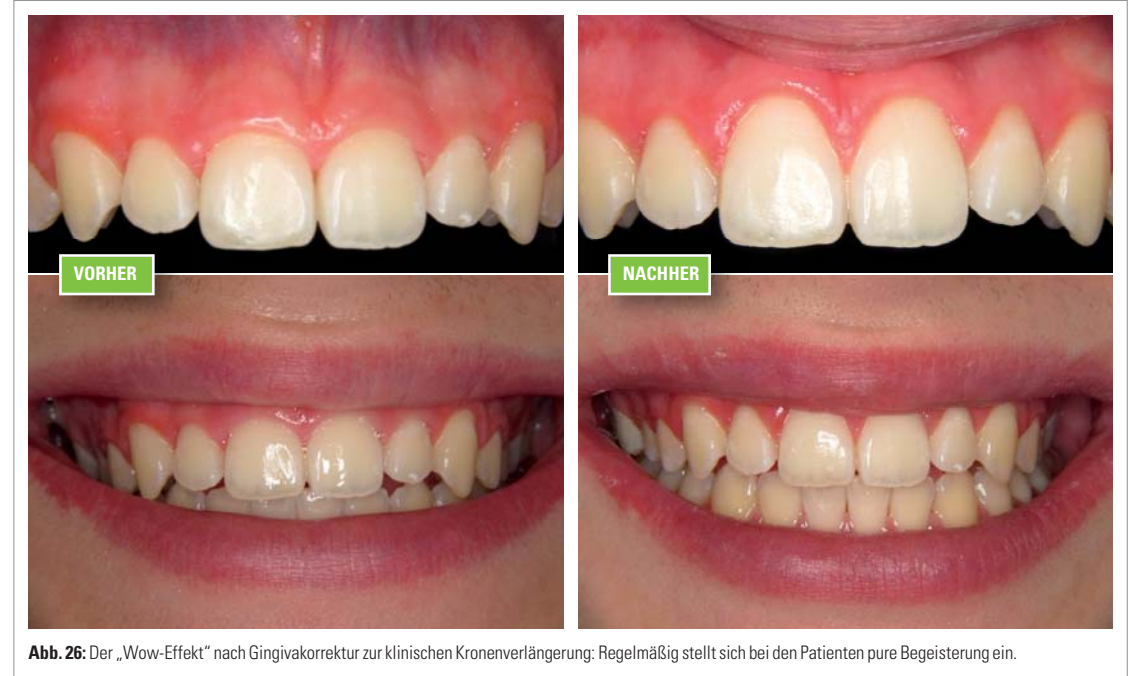 VORHER
NACHHER
Abb. 26: Der „Wow-Effekt“ nach Gingivakorrektur zur klinischen Kronenverlängerung: Regelmäßig stellt sich bei den Patienten pure Begeisterung ein.